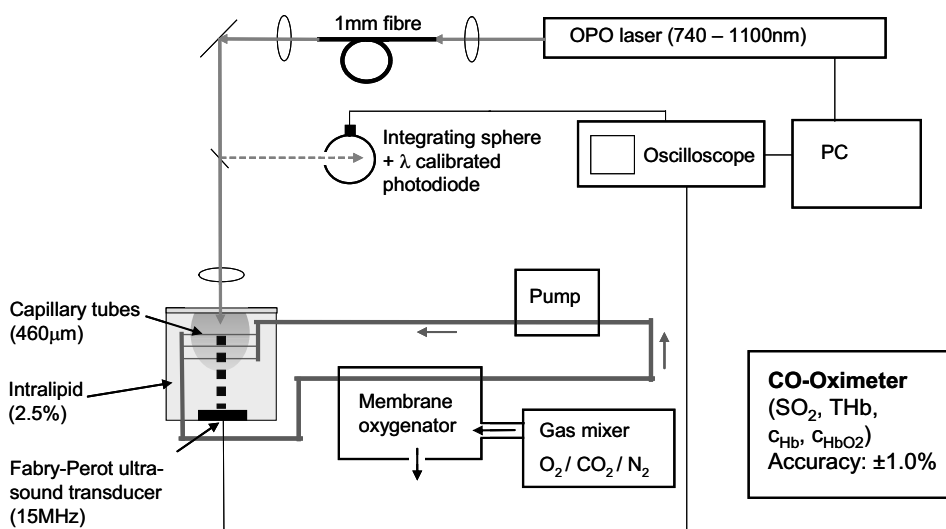 1mm fibre
OPO laser (740 – 1100nm)
Integrating sphere
+ λ calibrated
photodiode
Oscilloscope
PC
Capillary tubes
(460μm)
Pump
Intralipid
(2.5%)
Membrane
oxygenator
Gas mixer
O₂ / CO₂ / N₂
Fabry-Perot ultra-
sound transducer
(15MHz)
CO-Oximeter
(SO₂, THb,
c_Hb, c_HbO2)
Accuracy: ±1.0%